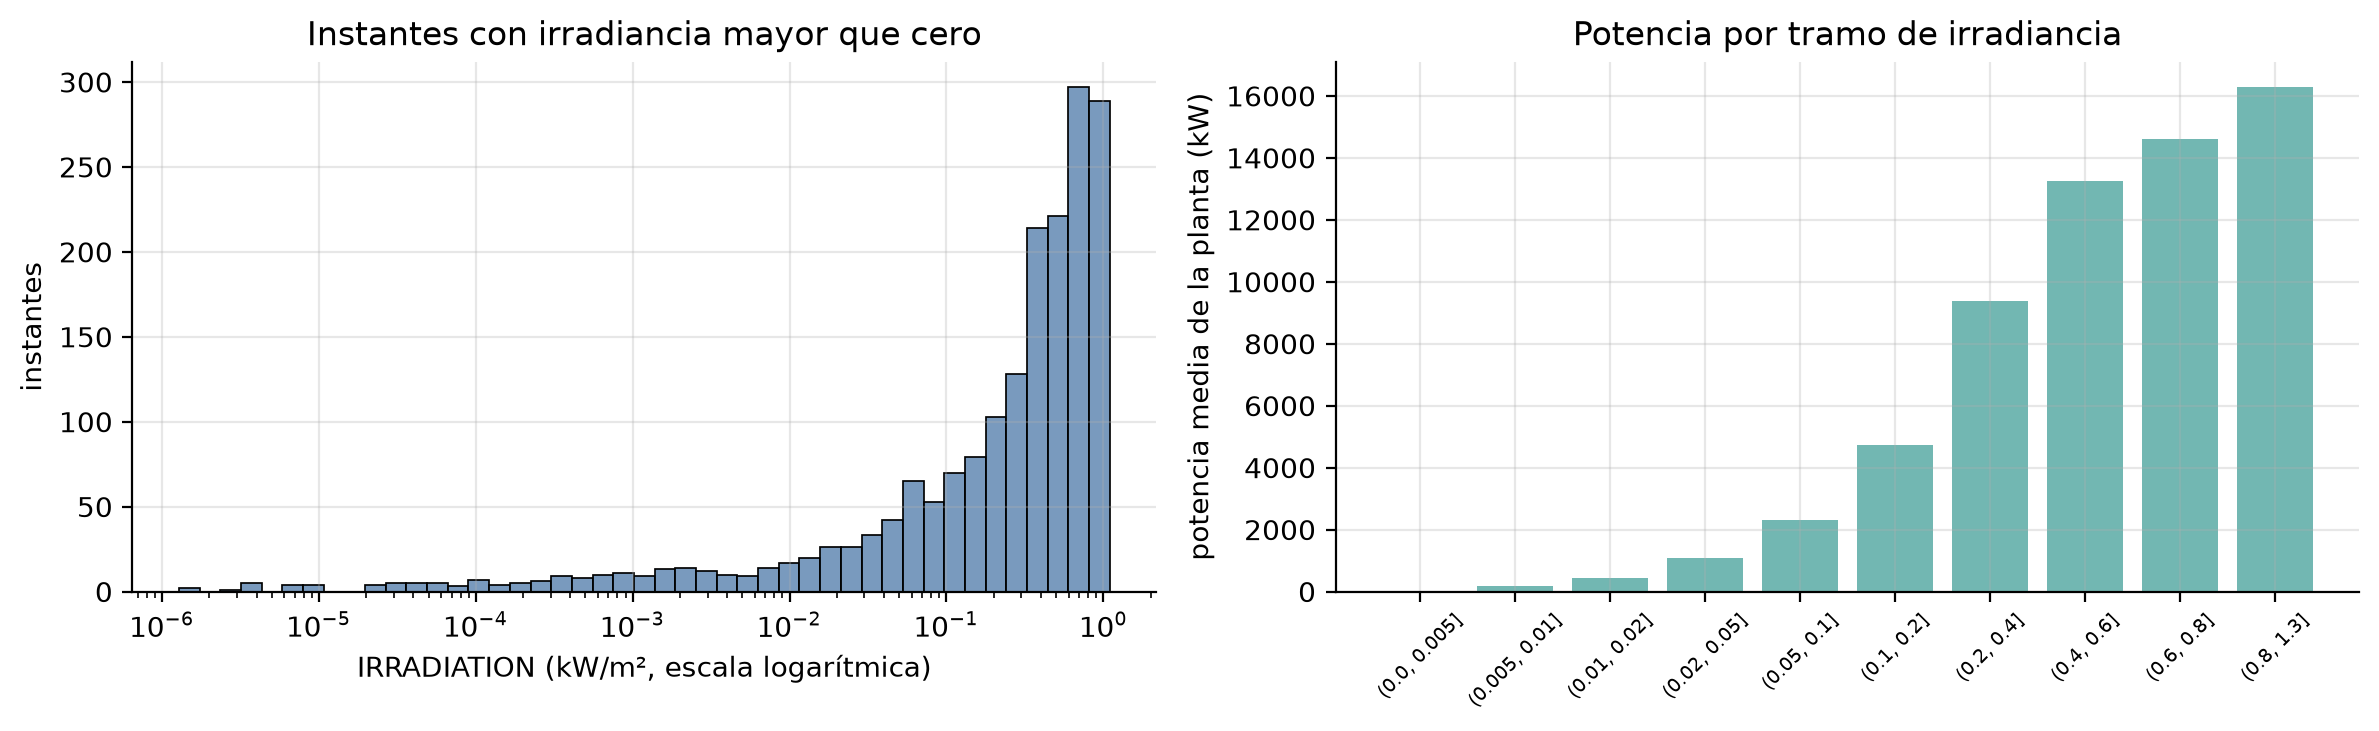 Instantes con irradiancia mayor que cero
instantes
300
250
200
150
100
50
0
10⁻⁶ 10⁻⁵ 10⁻⁴ 10⁻³ 10⁻² 10⁻¹ 10⁰
IRRADIATION (kW/m², escala logarítmica)
Potencia por tramo de irradiancia
potencia media de la planta (kW)
16000
14000
12000
10000
8000
6000
4000
2000
0
(0.0, 0.005] (0.005, 0.01] (0.01, 0.02] (0.02, 0.05] (0.05, 0.1] (0.1, 0.2] (0.2, 0.4] (0.4, 0.6] (0.6, 0.8] (0.8, 1.3]